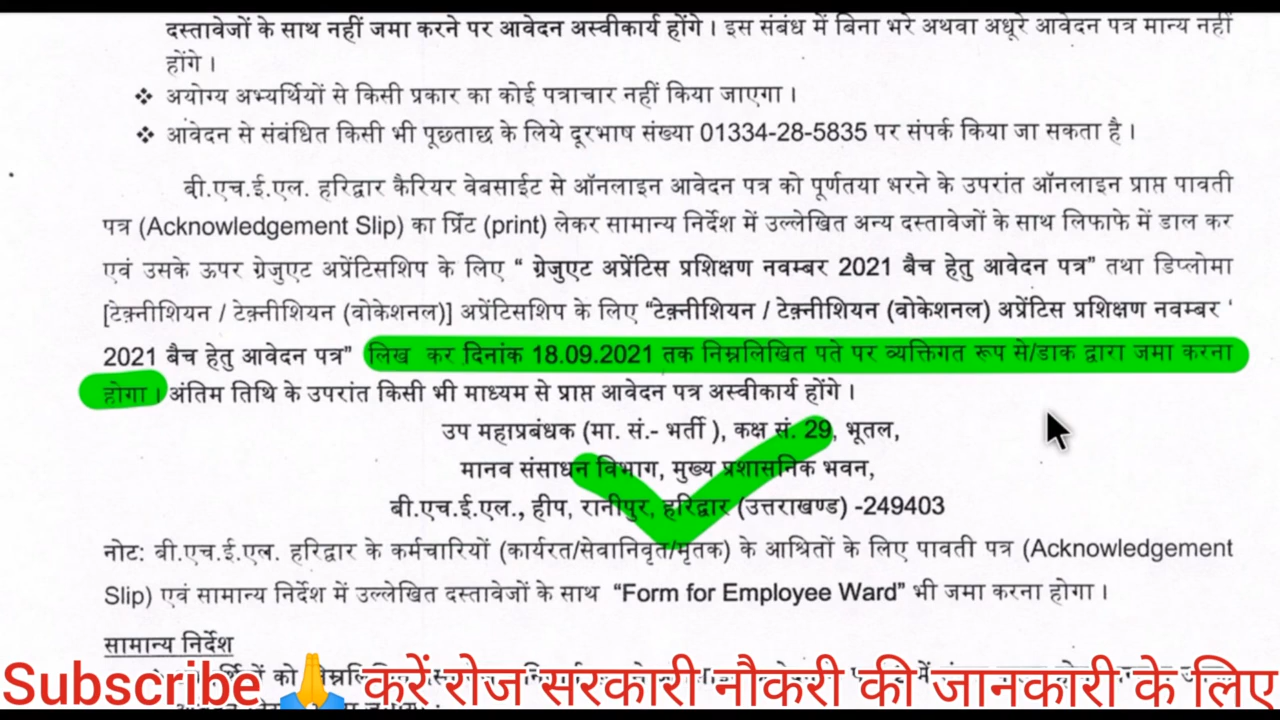 दस्तावेजों के साथ नहीं जमा करने पर आवेदन अस्वीकार्य होंगे। इस संबंध में बिना भरे अथवा अधूरे आवेदन पत्र मान्य नहीं
होंगे।
❖ अयोग्य अभ्यर्थियों से किसी प्रकार का कोई पत्राचार नहीं किया जाएगा।
❖ आवेदन से संबंधित किसी भी पूछताछ के लिये दूरभाष संख्या 01334-28-5835 पर संपर्क किया जा सकता है।
बी.एच.ई.एल. हरिद्वार कैरियर वेबसाईट से ऑनलाइन आवेदन पत्र को पूर्णतया भरने के उपरांत ऑनलाइन प्राप्त पावती
पत्र (Acknowledgement Slip) का प्रिंट (print) लेकर सामान्य निर्देश में उल्लेखित अन्य दस्तावेजों के साथ लिफाफे में डाल कर
एवं उसके ऊपर ग्रेजुएट अप्रेंटिसशिप के लिए “ ग्रेजुएट अप्रेंटिस प्रशिक्षण नवम्बर 2021 बैच हेतु आवेदन पत्र” तथा डिप्लोमा
[टेक़्नीशियन / टेक़्नीशियन (वोकेशनल)] अप्रेंटिसशिप के लिए “टेक़्नीशियन / टेक़्नीशियन (वोकेशनल) अप्रेंटिस प्रशिक्षण नवम्बर '
2021 बैच हेतु आवेदन पत्र” लिख कर दिनांक 18.09.2021 तक निम्नलिखित पते पर व्यक्तिगत रूप से/डाक द्वारा जमा करना
होगा। अंतिम तिथि के उपरांत किसी भी माध्यम से प्राप्त आवेदन पत्र अस्वीकार्य होंगे।
उप महाप्रबंधक (मा. सं.- भर्ती ), कक्ष सं. 29, भूतल,
मानव संसाधन विभाग, मुख्य प्रशासनिक भवन,
बी.एच.ई.एल., हीप, रानीपुर, हरिद्वार (उत्तराखण्ड) -249403
नोट: बी.एच.ई.एल. हरिद्वार के कर्मचारियों (कार्यरत/सेवानिवृत/मृतक) के आश्रितों के लिए पावती पत्र (Acknowledgement
Slip) एवं सामान्य निर्देश में उल्लेखित दस्तावेजों के साथ “Form for Employee Ward” भी जमा करना होगा।
सामान्य निर्देश
Subscribe 🙏 करें रोज सरकारी नौकरी की जानकारी के लिए